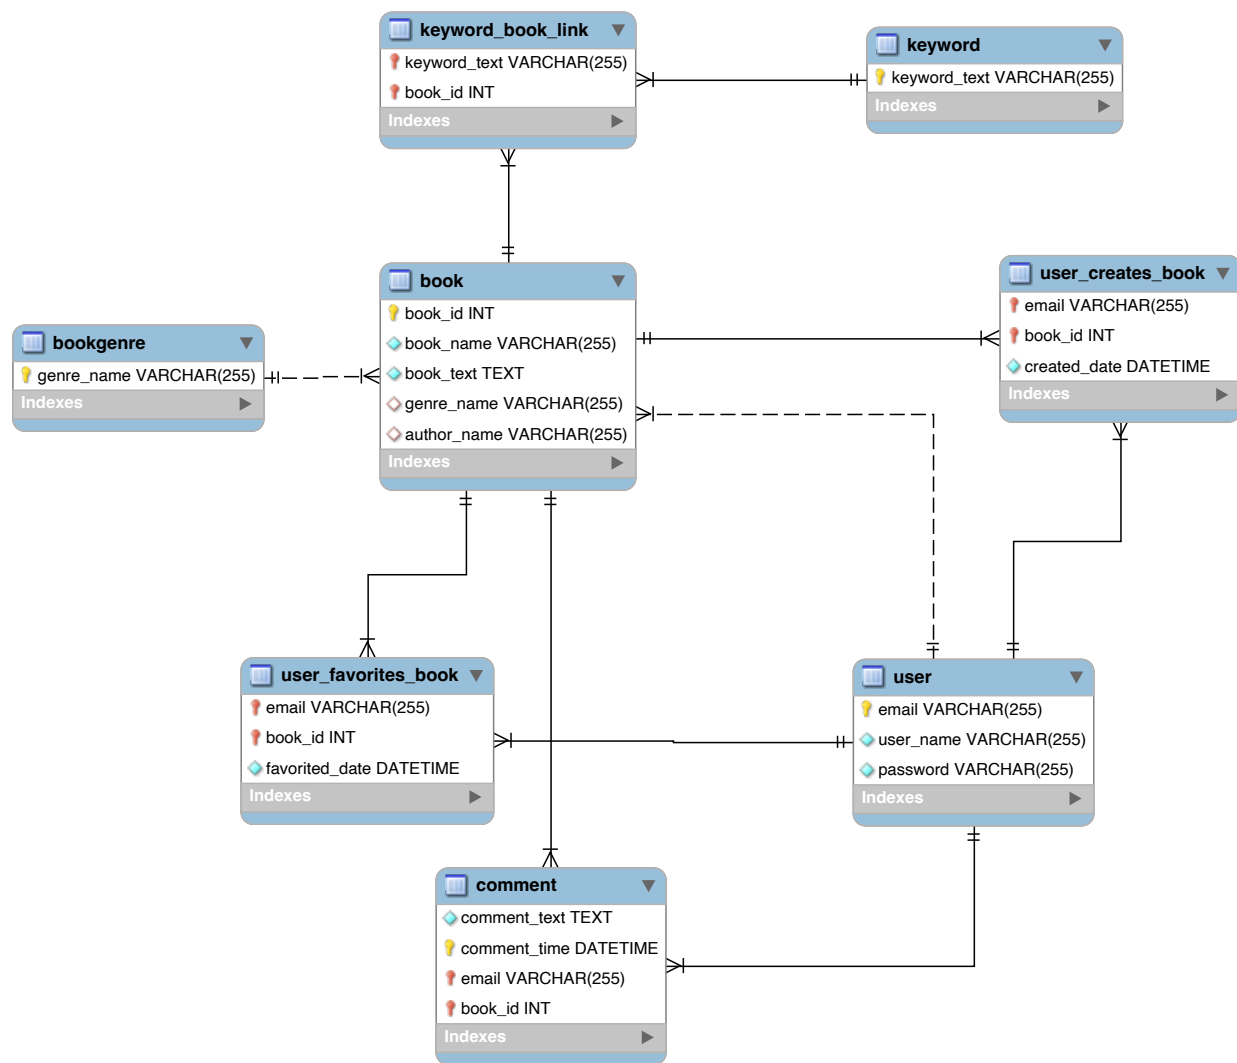 keyword_book_link
keyword_text VARCHAR(255)
book_id INT
Indexes
keyword
keyword_text VARCHAR(255)
Indexes
book
book_id INT
book_name VARCHAR(255)
book_text TEXT
genre_name VARCHAR(255)
author_name VARCHAR(255)
Indexes
user_creates_book
email VARCHAR(255)
book_id INT
created_date DATETIME
Indexes
bookgenre
genre_name VARCHAR(255)
Indexes
user_favorites_book
email VARCHAR(255)
book_id INT
favorited_date DATETIME
Indexes
user
email VARCHAR(255)
user_name VARCHAR(255)
password VARCHAR(255)
Indexes
comment
comment_text TEXT
comment_time DATETIME
email VARCHAR(255)
book_id INT
Indexes